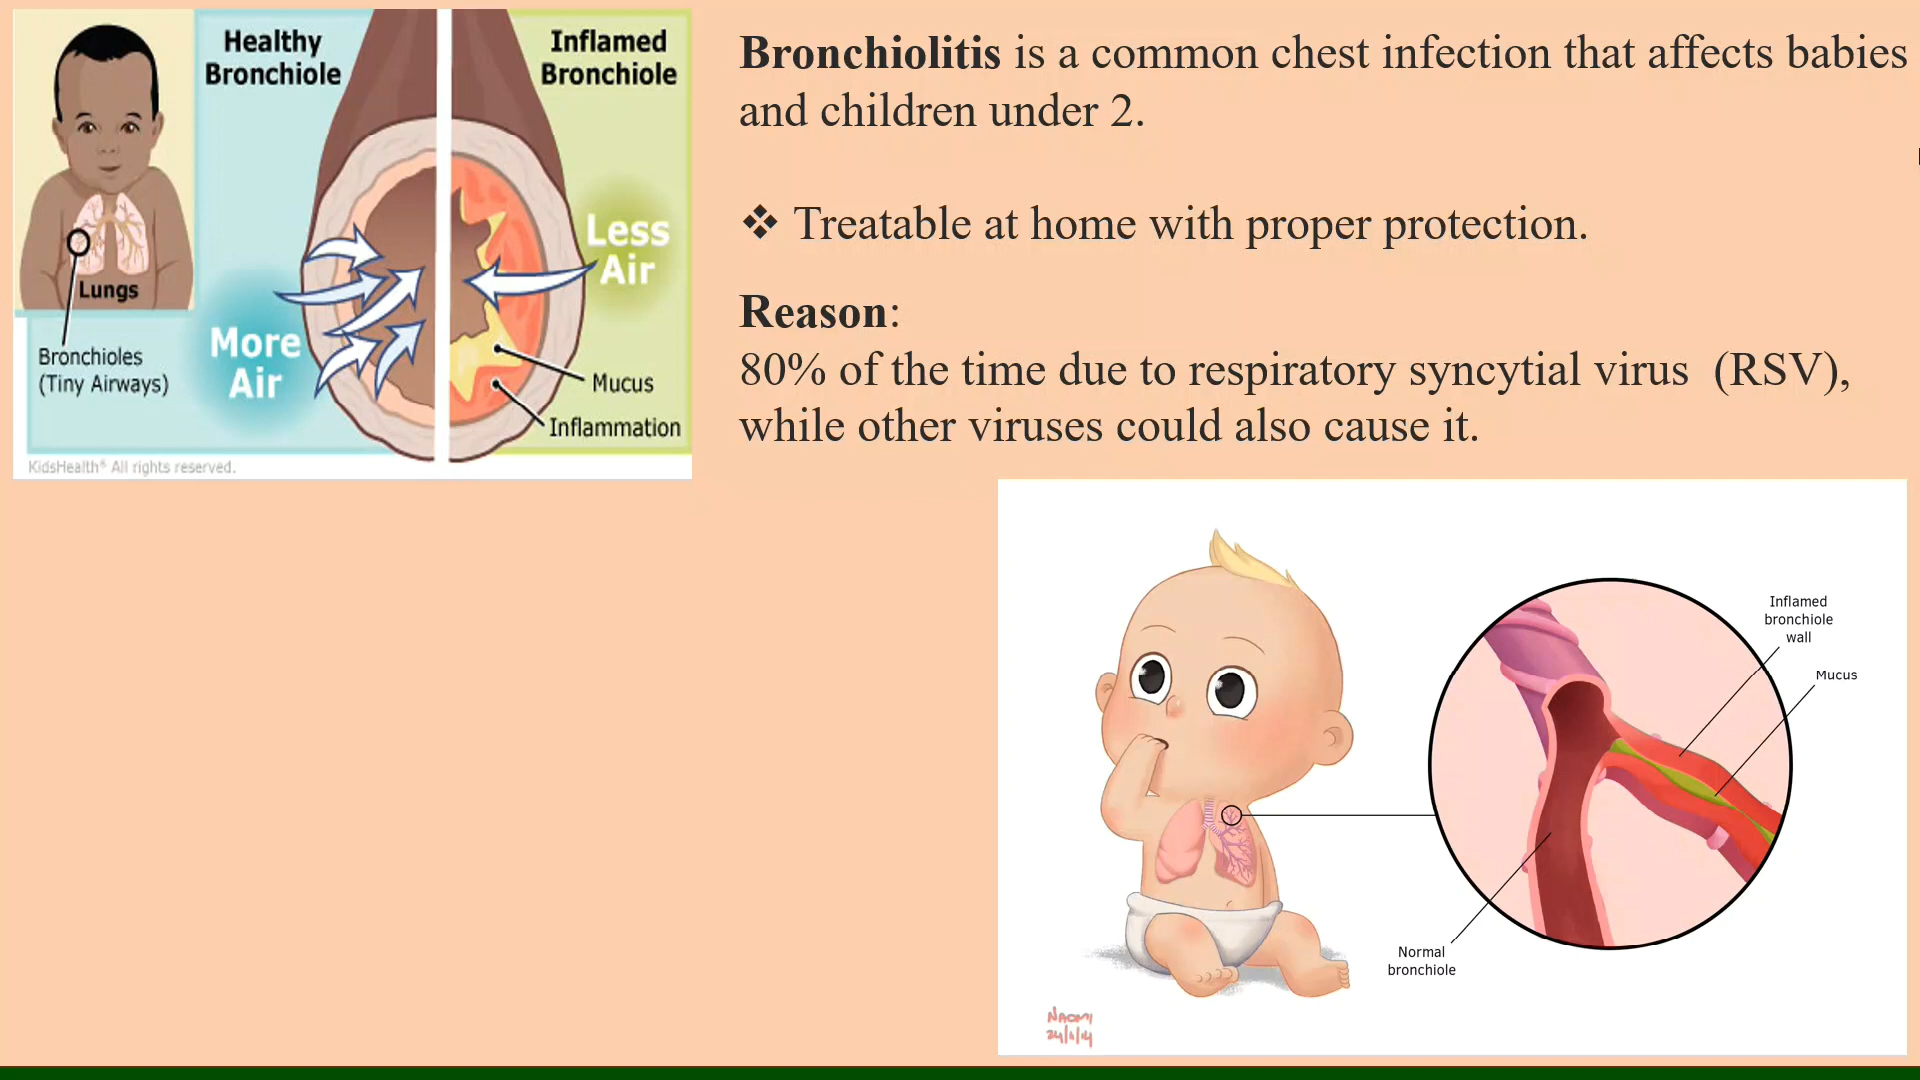 Healthy
Bronchiole
Inflamed
Bronchiole
Less
Air
Lungs
More
Air
Bronchioles
(Tiny Airways)
Mucus
Inflammation
KidsHealth® All rights reserved.
Bronchiolitis is a common chest infection that affects babies
and children under 2.
❖ Treatable at home with proper protection.
Reason:
80% of the time due to respiratory syncytial virus (RSV),
while other viruses could also cause it.
Inflamed
bronchiole
wall
Mucus
Normal
bronchiole
NAOMI